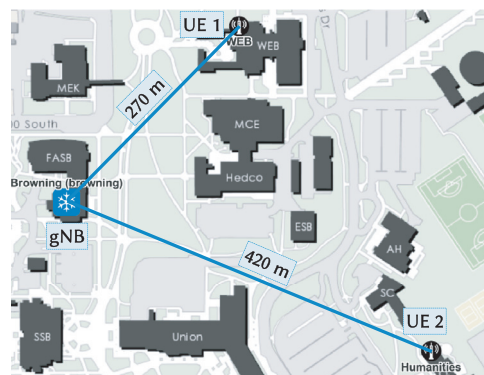 UE 1
WEB
WEB
MEK
270 m
00 South
MCE
FASB
Hedco
Browning (browning)
gNB
ESB
420 m
AH
SC
UE 2
SSB
Union
Humanities